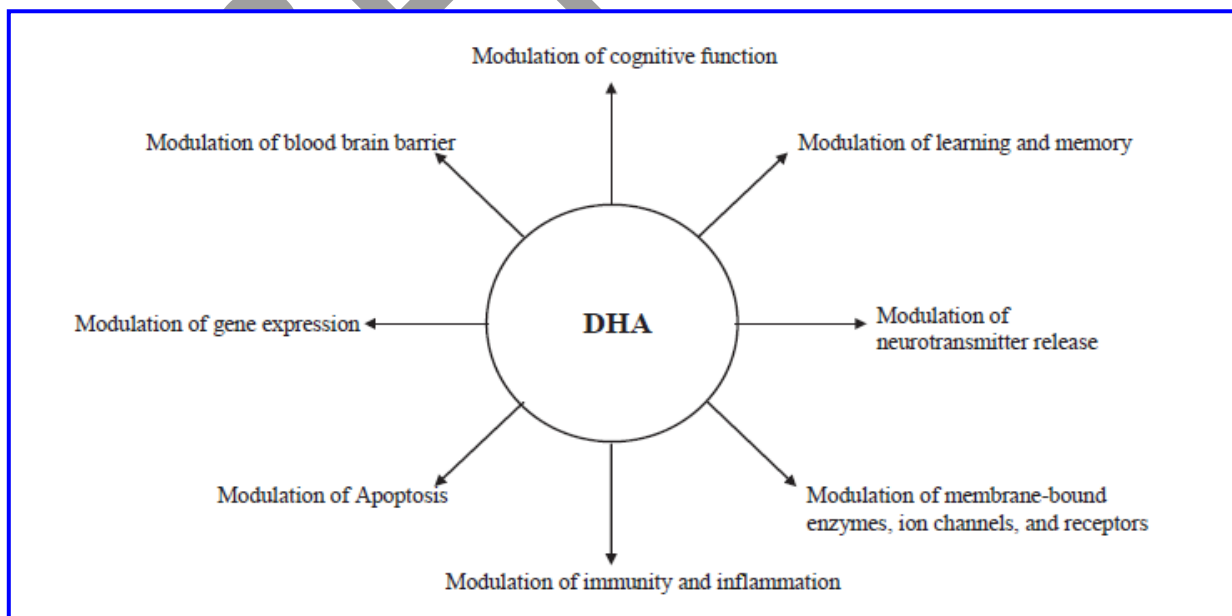 Modulation of cognitive function
Modulation of blood brain barrier
Modulation of learning and memory
Modulation of gene expression
DHA
Modulation of
neurotransmitter release
Modulation of Apoptosis
Modulation of membrane-bound
enzymes, ion channels, and receptors
Modulation of immunity and inflammation